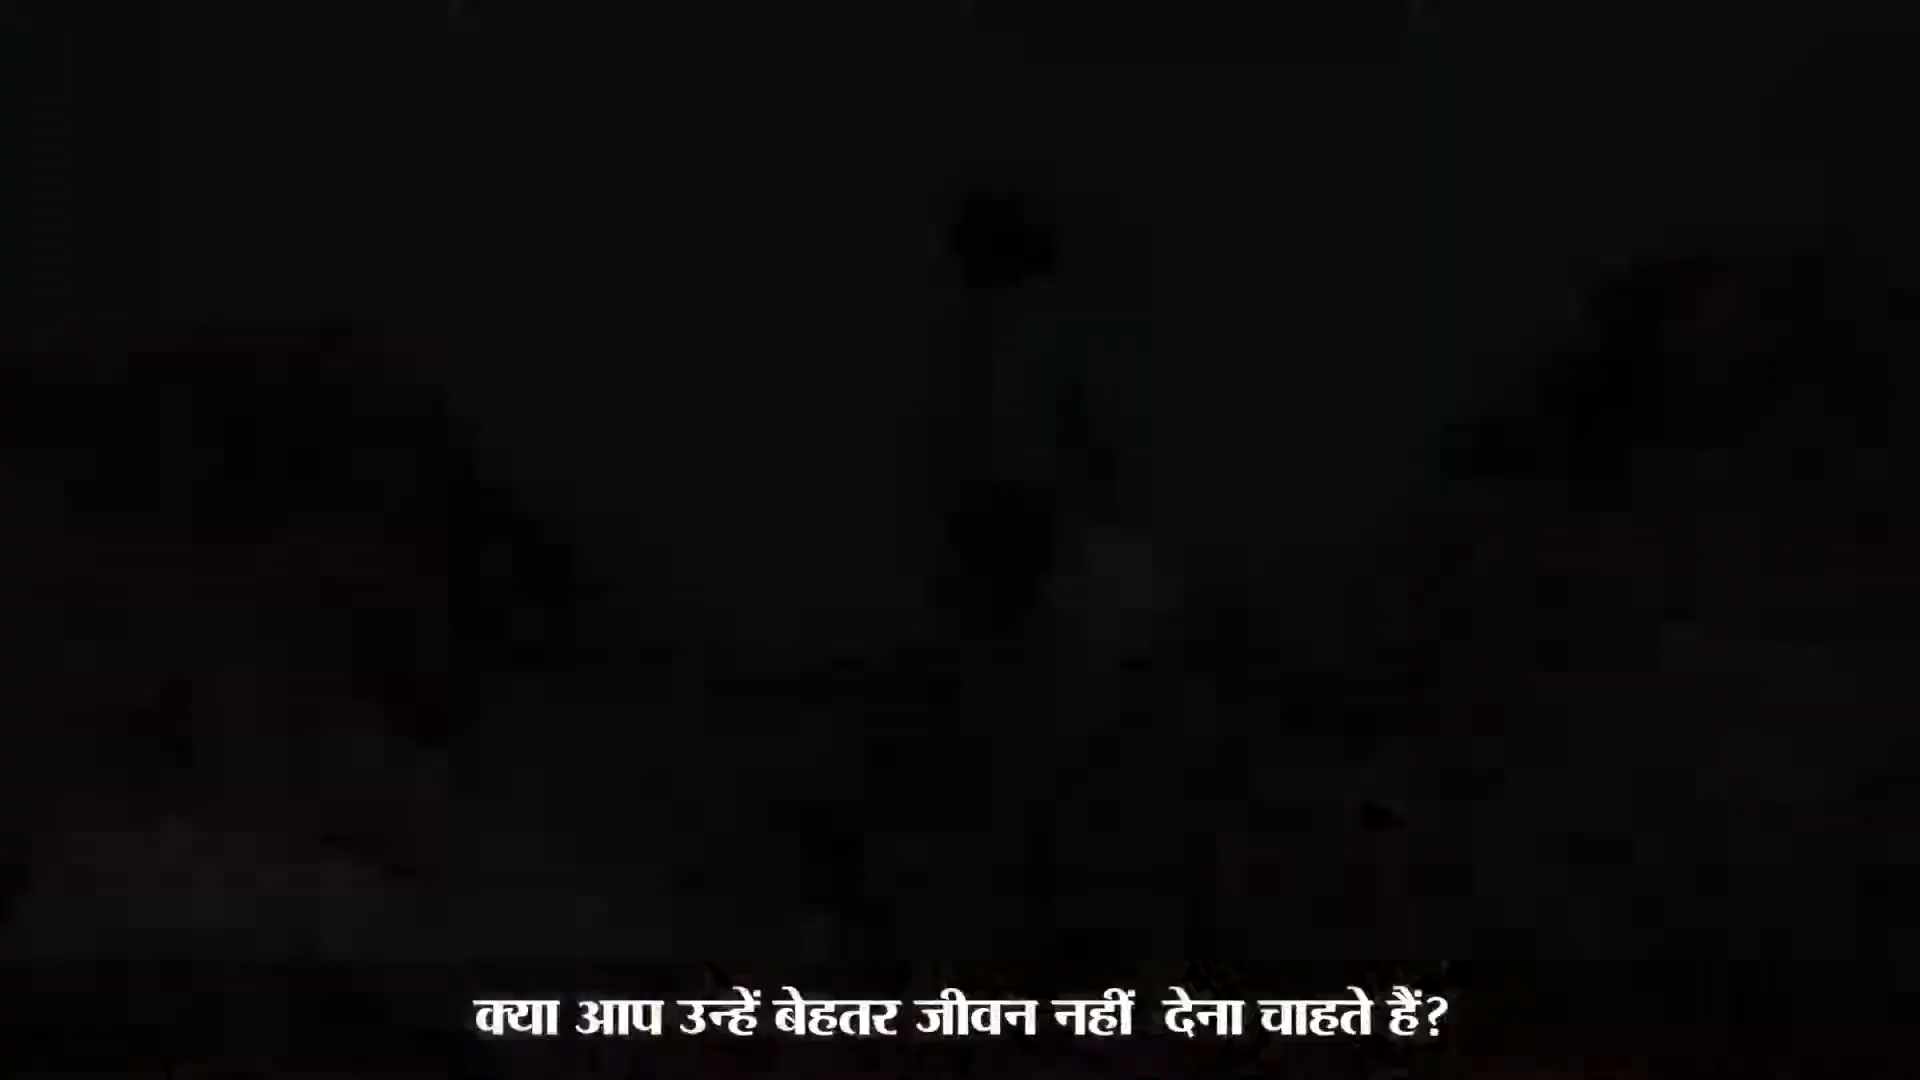 क्या आप उन्हें बेहतर जीवन नहीं देना चाहते हैं?